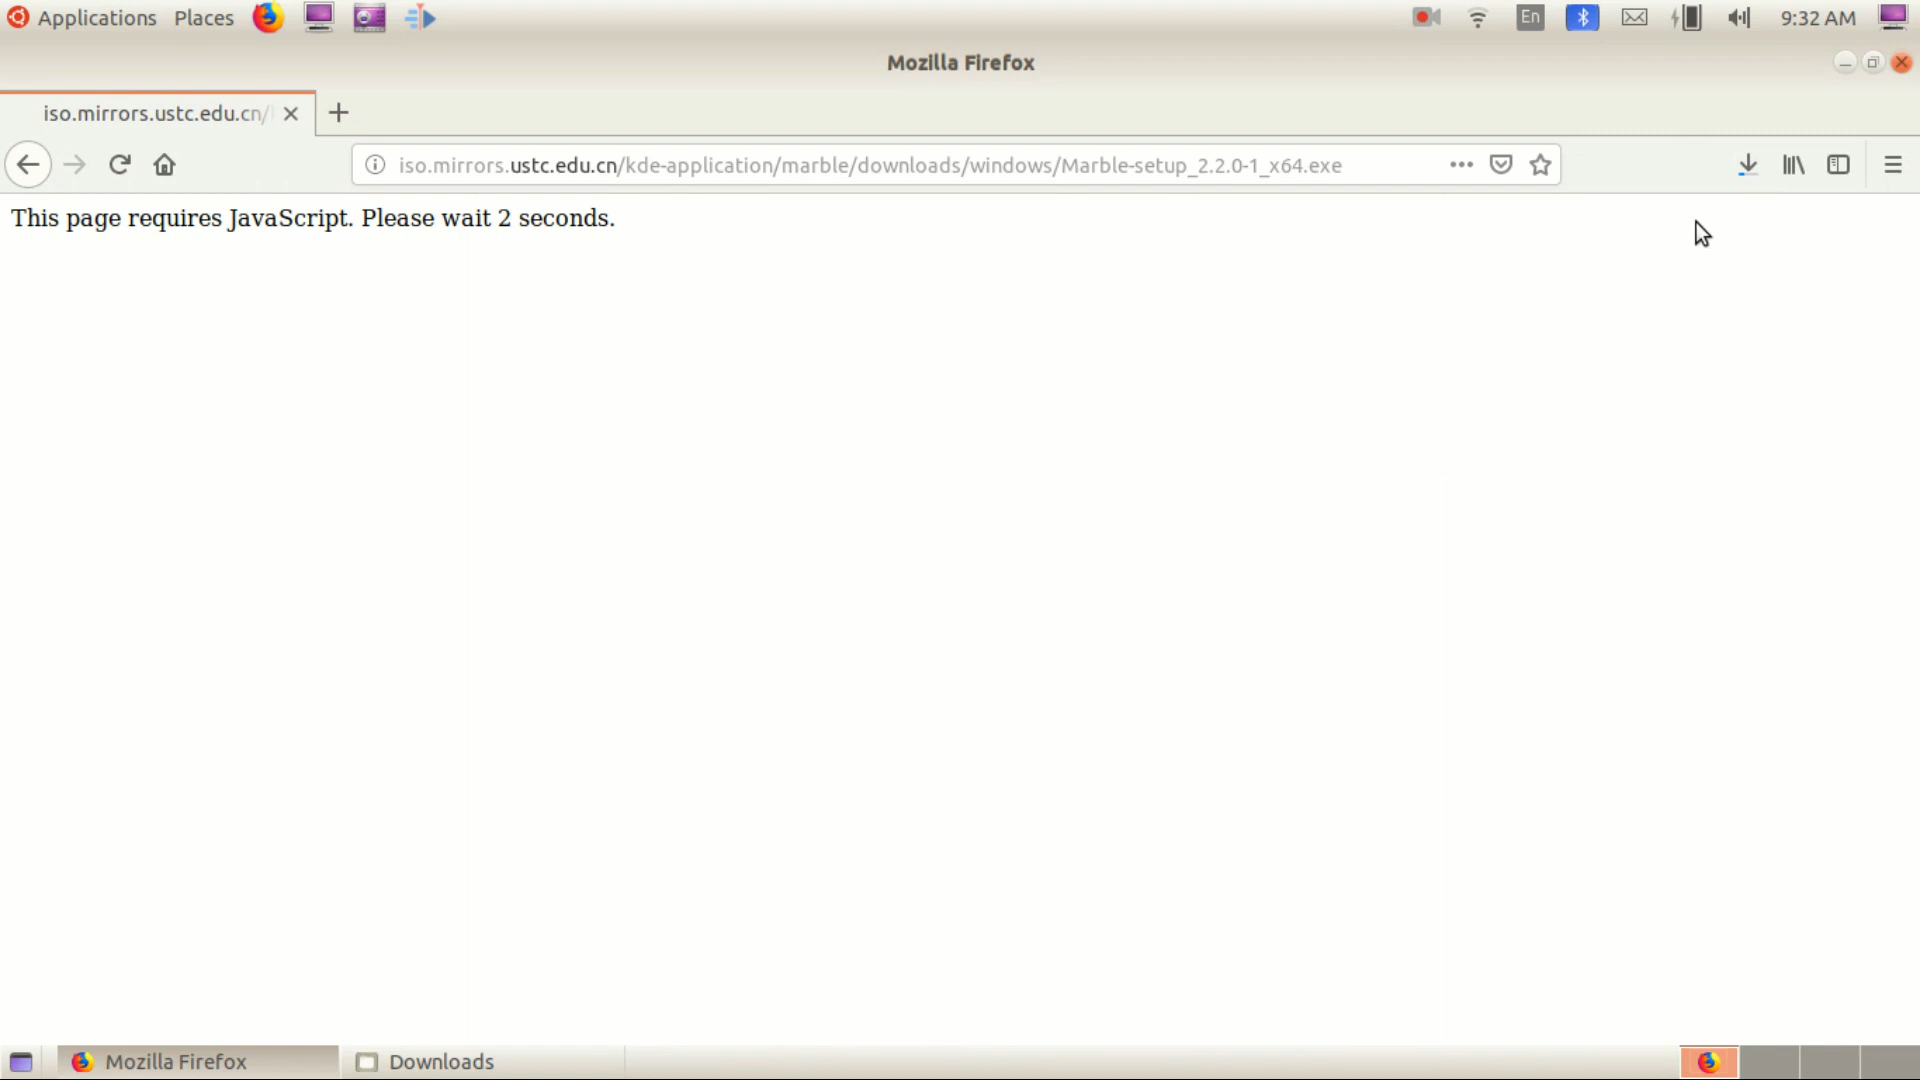 Applications Places En 9:32 AM
Mozilla Firefox
iso.mirrors.ustc.edu.cn/
iso.mirrors.ustc.edu.cn/kde-application/marble/downloads/windows/Marble-setup_2.2.0-1_x64.exe
This page requires JavaScript. Please wait 2 seconds.
Mozilla Firefox Downloads